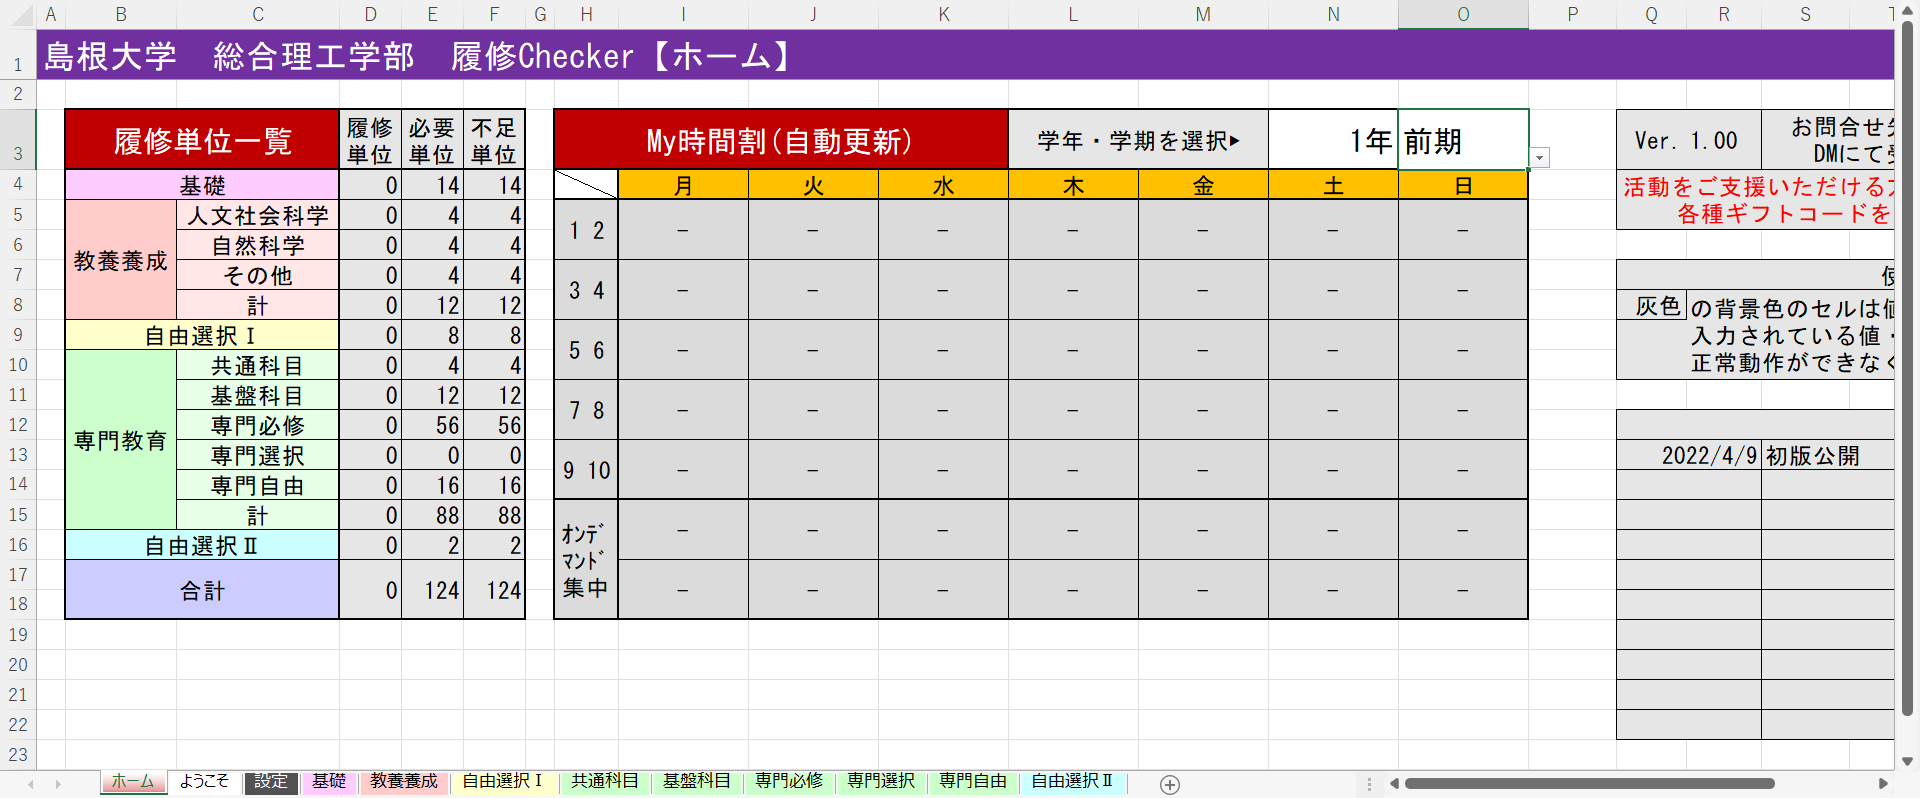 A B C D E F G H I J K L M N O P Q R S
1 島根大学　総合理工学部　履修Checker【ホーム】
2
3 履修単位一覧 履修単位 必要単位 不足単位 My時間割(自動更新) 学年・学期を選択▶ 1年 前期 Ver. 1.00 お問合せ
DMにて
4 基礎 0 14 14 月 火 水 木 金 土 日 活動をご支援いただける
5 教養養成 人文社会科学 0 4 4 1 2 － － － － － － － 各種ギフトコードを
6 自然科学 0 4 4
7 その他 0 4 4 3 4 － － － － － － －
8 計 0 12 12 灰色 の背景色のセルは
9 自由選択Ⅰ 0 8 8 5 6 － － － － － － － 入力されている値・
10 専門教育 共通科目 0 4 4 正常動作ができなく
11 基盤科目 0 12 12 7 8 － － － － － － －
12 専門必修 0 56 56
13 専門選択 0 0 0 9 10 － － － － － － － 2022/4/9 初版公開
14 専門自由 0 16 16
15 計 0 88 88 ｵﾝﾃﾞﾏﾝﾄﾞ集中 － － － － － － －
16 自由選択Ⅱ 0 2 2
17 合計 0 124 124 － － － － － － －
18
19
20
21
22
23
ホーム ようこそ 設定 基礎 教養養成 自由選択Ⅰ 共通科目 基盤科目 専門必修 専門選択 専門自由 自由選択Ⅱ